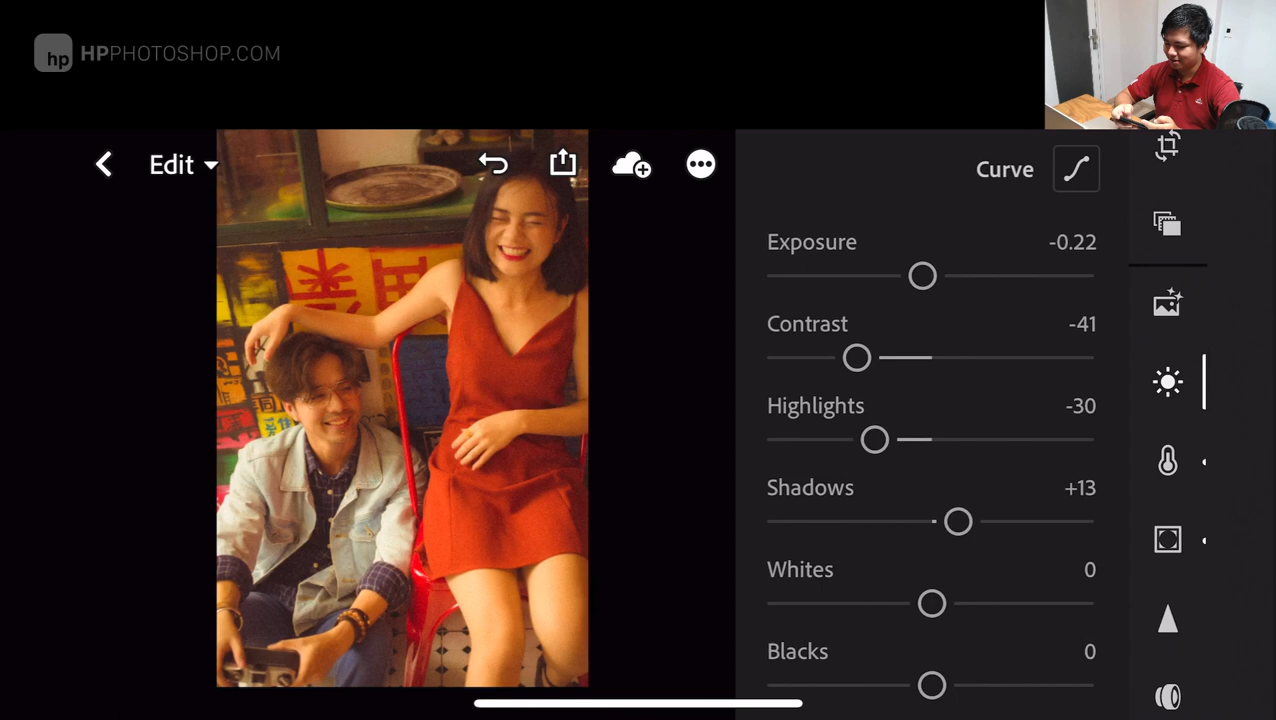 hp HPPHOTOSHOP.COM
Edit
Curve
Exposure -0.22
Contrast -41
Highlights -30
Shadows +13
Whites 0
Blacks 0